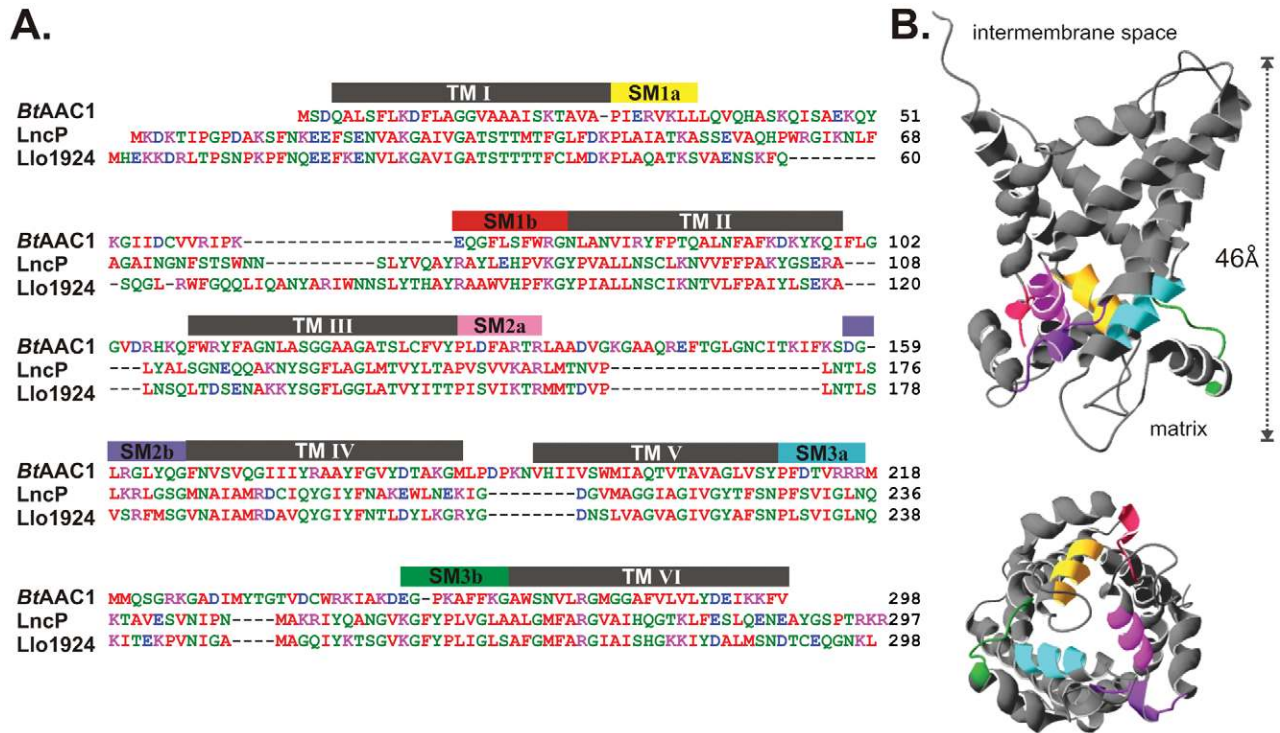 A.
TM I SM1a
BtAAC1 MSDQALSFLKDFLAGGVAAAISKTAVA-PIERVKLLLQVQHASKQISAEKQY 51
LncP MKDKTIPGPDAKSFNKEEFSENVAKGAIVGATSTTMTFGLFDKPLAIATKASSEVAQHPWRGIKNLF 68
Llo1924 MHEKKDRLTPSNPKPFNQEEFKENVLKGAVIGATSTTTTFCLMDKPLAQATKSVAENSKFQ--------- 60
SM1b TM II
BtAAC1 KGIIDCVVRIPK------------------EQGFLSFWRGNLANVIRYFPTQALNFAFKDKYKQIFLG 102
LncP AGAINGNFSTSWNN---------SLYVQAYRAYLEHPVKGYPVALLNSCLKNVVFFPAKYGSERA--- 108
Llo1924 -SQGL-RWFGQQLIQANYARIWNNSLYTHAYRAAWVHPFKGYPIALLNSCIKNTVLFPAIYLSEKA--- 120
TM III SM2a
BtAAC1 GVDRHKQFWRYFAGNLASGGAAGATSLCFVYPLDFARTRLAADVGKGAAQREFTGLGNCITKIFKSDG- 159
LncP ---LYALSGNEQQAKNYSGFLAGLMTVYLTAPVSVVKARLMTNVP------------------LNTLS 176
Llo1924 ---LNSQLTDSENAKKYSGFLGGLATVYITPVSVIKTRMMTDVP------------------LNTLS 178
SM2b TM IV TM V SM3a
BtAAC1 LRGLYQGFNVSVQGIIIYRAAYFGVYDTAKGMLPDPKNVHIIVSWMIAQTVTAVAGLVSYPFDTVRRRM 218
LncP LKRLGSGMNAIAMRDCIQYGIYFNAKEWLNEKIG-------DGVMAGGIAGIVGYTFSNPFSVIGLNQ 236
Llo1924 VSRFMSGVNAIAMRDAVQYGIYFNTLDYLKGRYG-------DNSLVAGVAGIVGYAFSNPLSVIGLNQ 238
SM3b TM VI
BtAAC1 MMQSGRKGADIMYTGTVDCWRKIAKDEG-PKAFFKGAWSNVLRGMGGAFVLVLYDEIKKFV 298
LncP KTAVESVNIPN----MAKRIYQANGVKGFYPLVGLAALGMFARGVAIHQGTKLFESLQENEAYGSPTRKR 297
Llo1924 KITEKPVNIGA----MAGQIYKTSGVKGFYPLIGLSAFGMFARGIAISHGKKIYDALMSNDTCEQGNKL 298
B.
intermembrane space
46Å
matrix